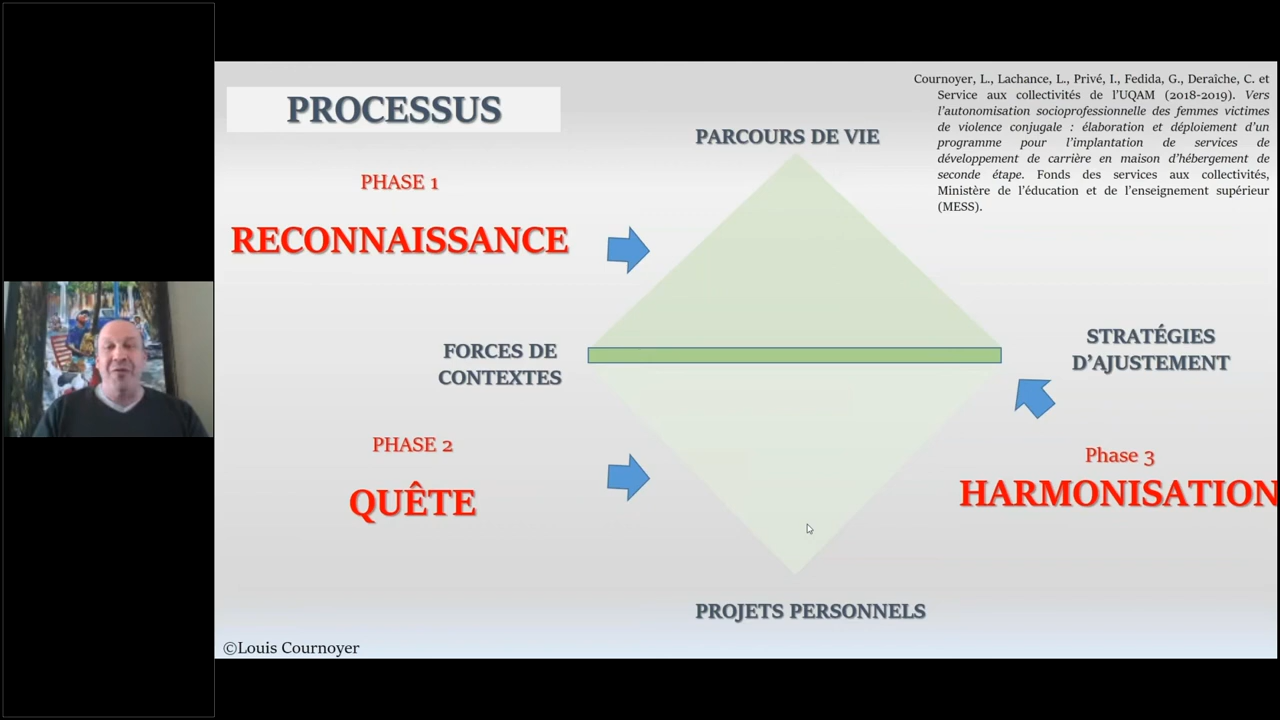 PROCESSUS
PHASE 1
RECONNAISSANCE
PARCOURS DE VIE
Cournoyer, L., Lachance, L., Privé, I., Fedida, G., Deraiche, C. et
Service aux collectivités de l'UQAM (2018-2019). Vers
l'autonomisation socioprofessionnelle des femmes victimes
de violence conjugale : élaboration et déploiement d'un
programme pour l'implantation de services de
développement de carrière en maison d'hébergement de
seconde étape. Fonds des services aux collectivités,
Ministère de l'éducation et de l'enseignement supérieur
(MESS).
FORCES DE
CONTEXTES
STRATÉGIES
D'AJUSTEMENT
PHASE 2
QUÊTE
Phase 3
HARMONISATION
PROJETS PERSONNELS
©Louis Cournoyer